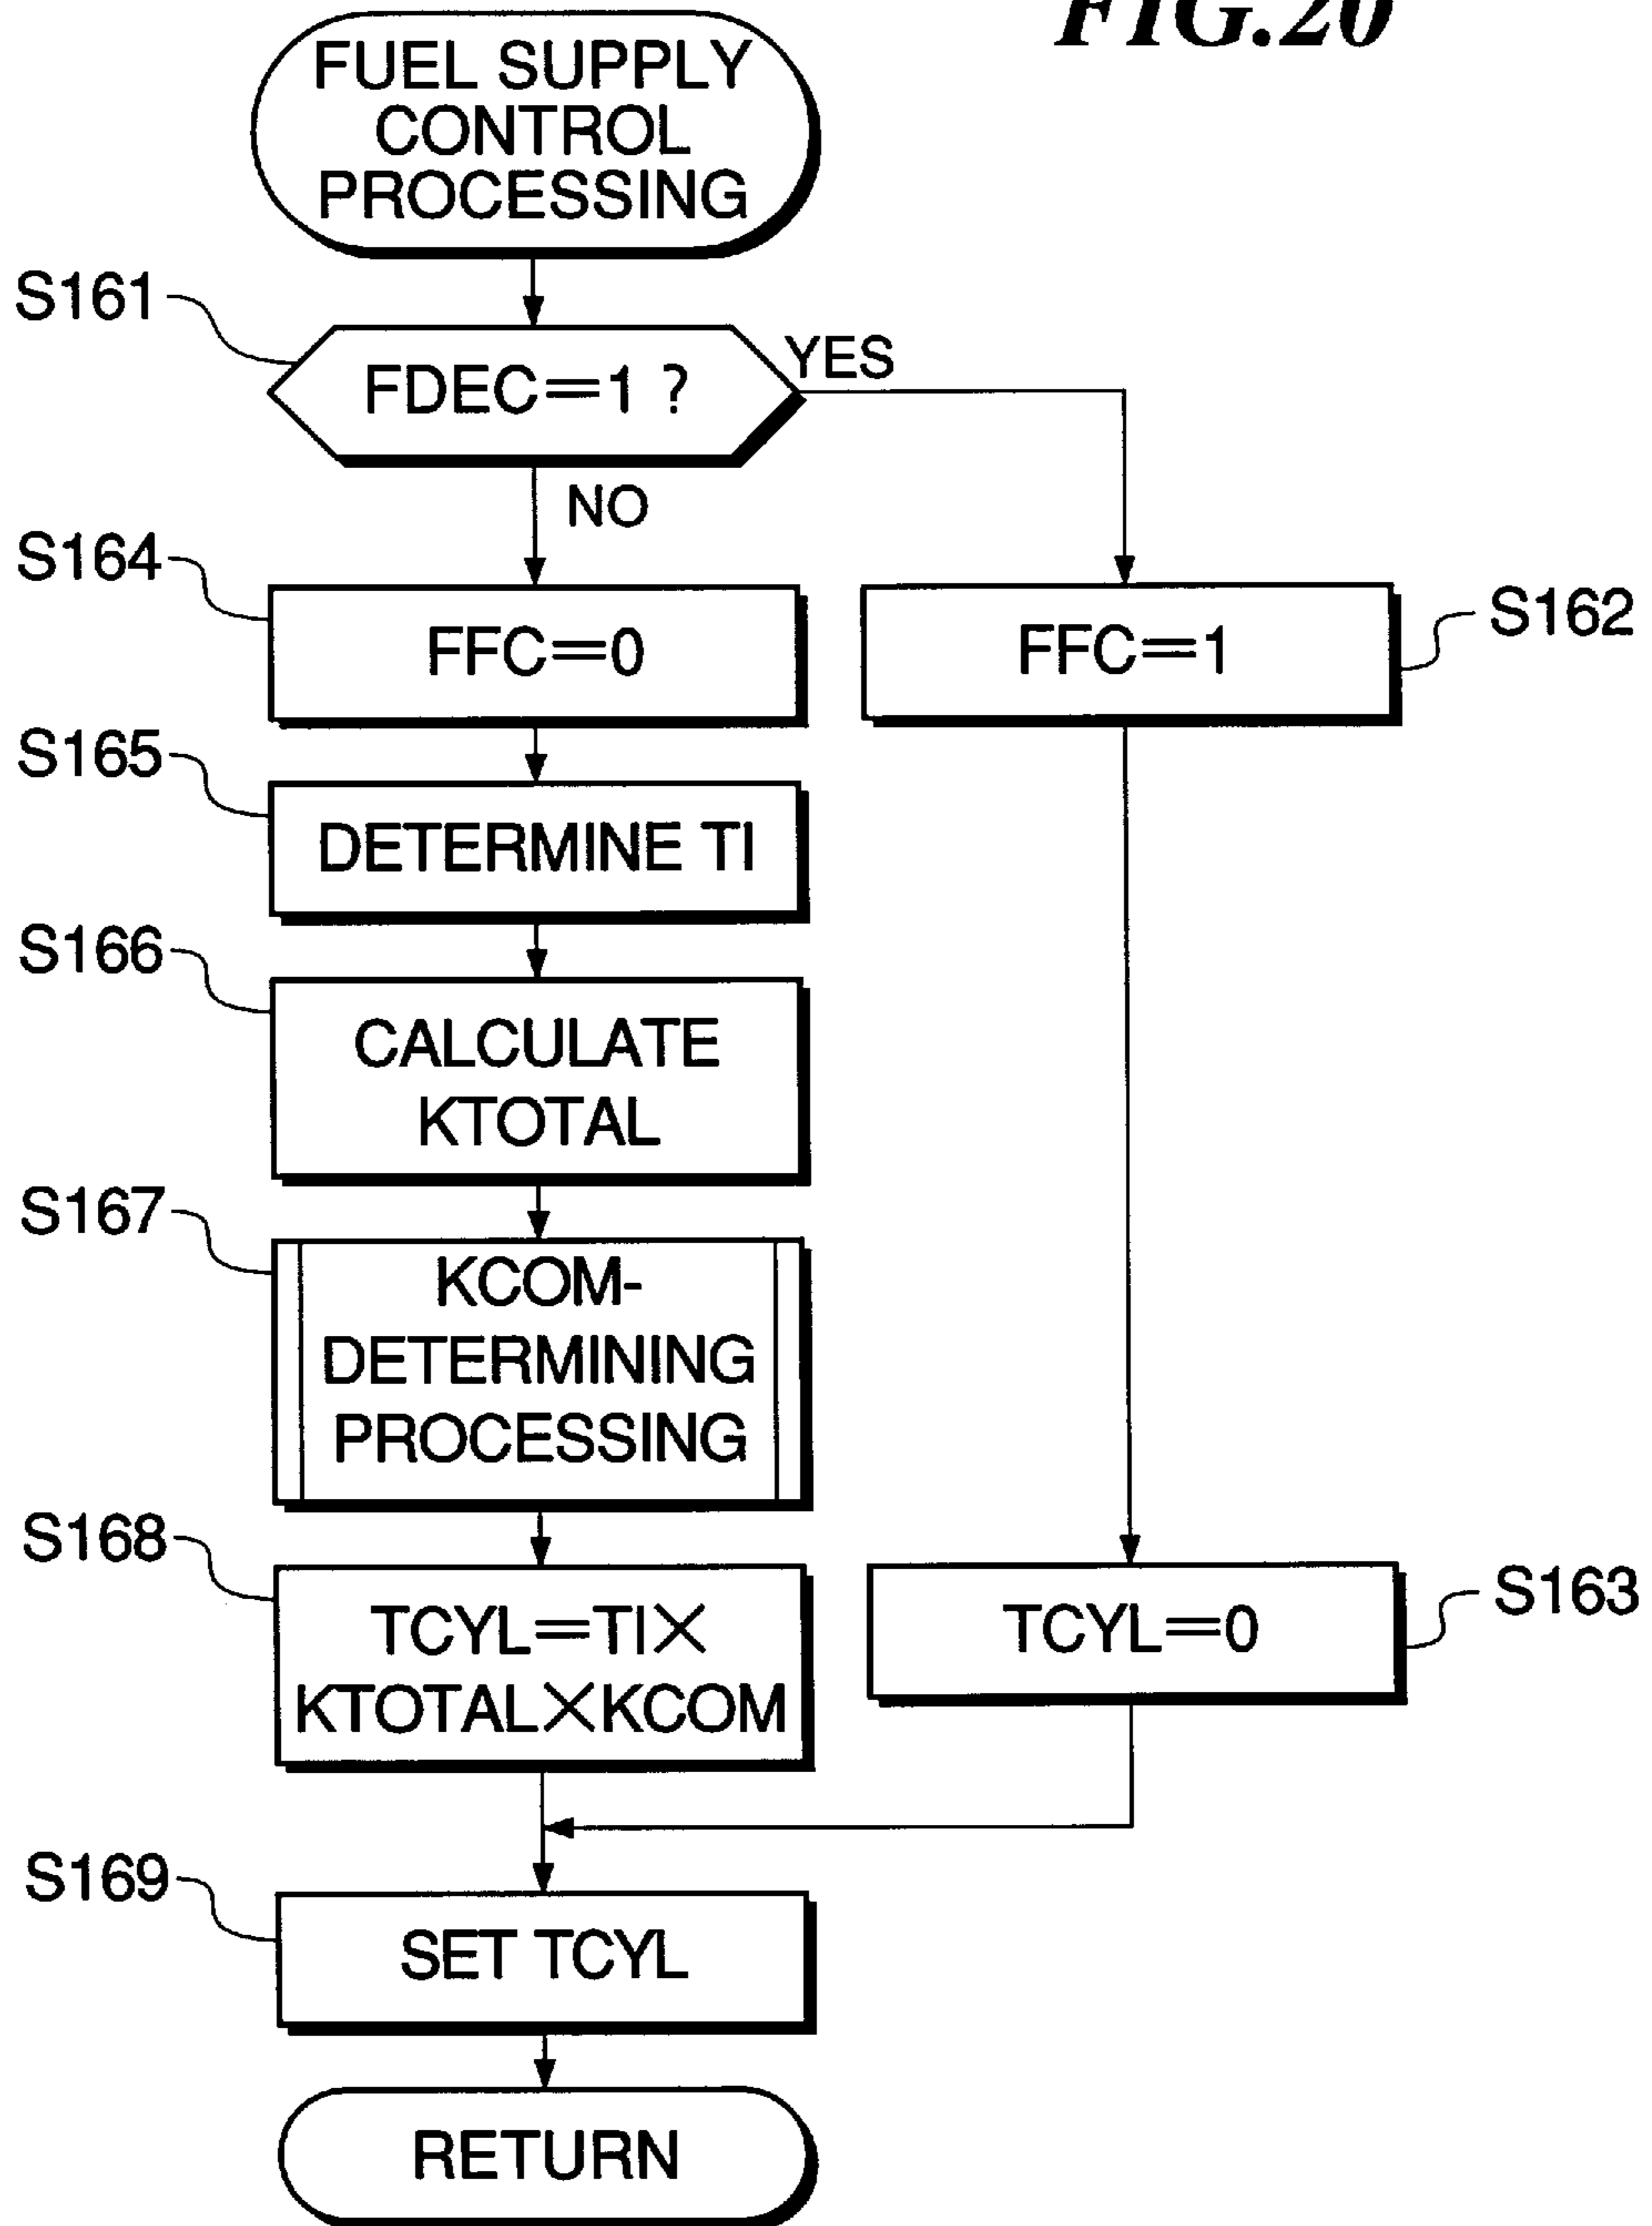 FIG.20
FUEL SUPPLY
CONTROL
PROCESSING
S161
FDEC=1 ?
YES
NO
S164
FFC=0
FFC=1
S162
S165
DETERMINE TI
S166
CALCULATE
KTOTAL
S167
KCOM-
DETERMINING
PROCESSING
S168
TCYL=TI×
KTOTAL×KCOM
TCYL=0
S163
S169
SET TCYL
RETURN